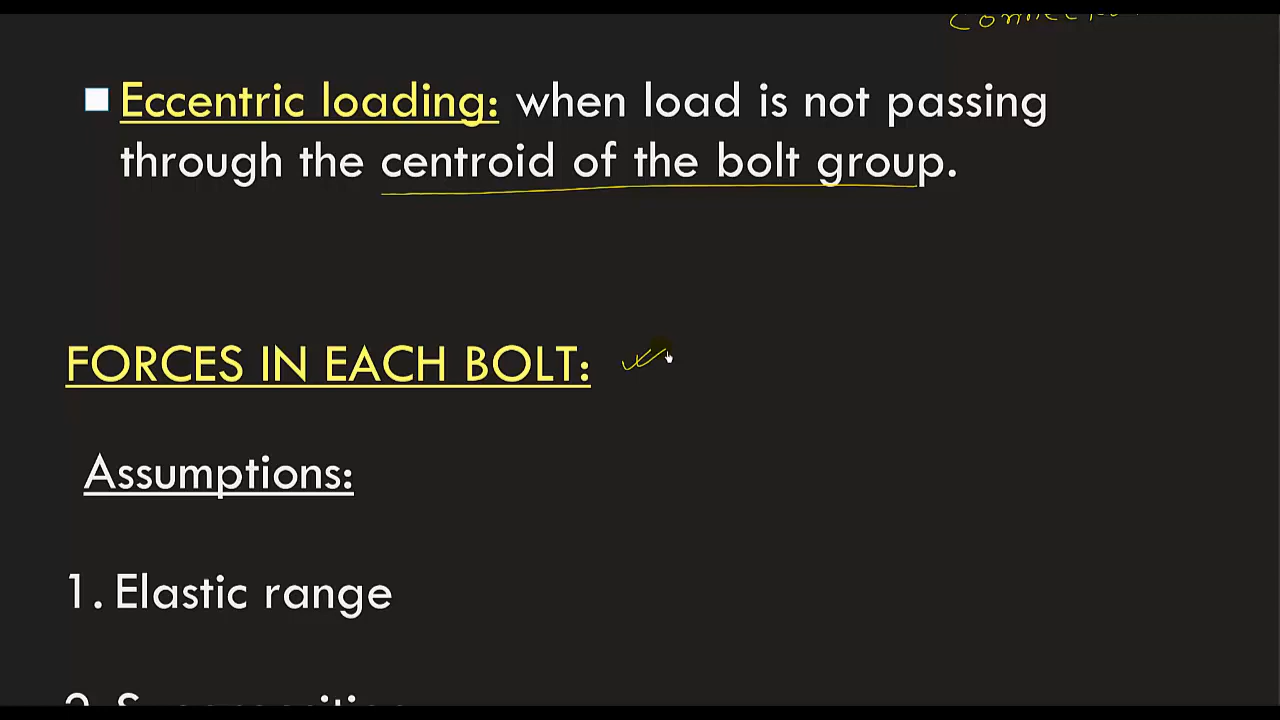 Eccentric loading: when load is not passing
through the centroid of the bolt group.
FORCES IN EACH BOLT:
Assumptions:
1. Elastic range